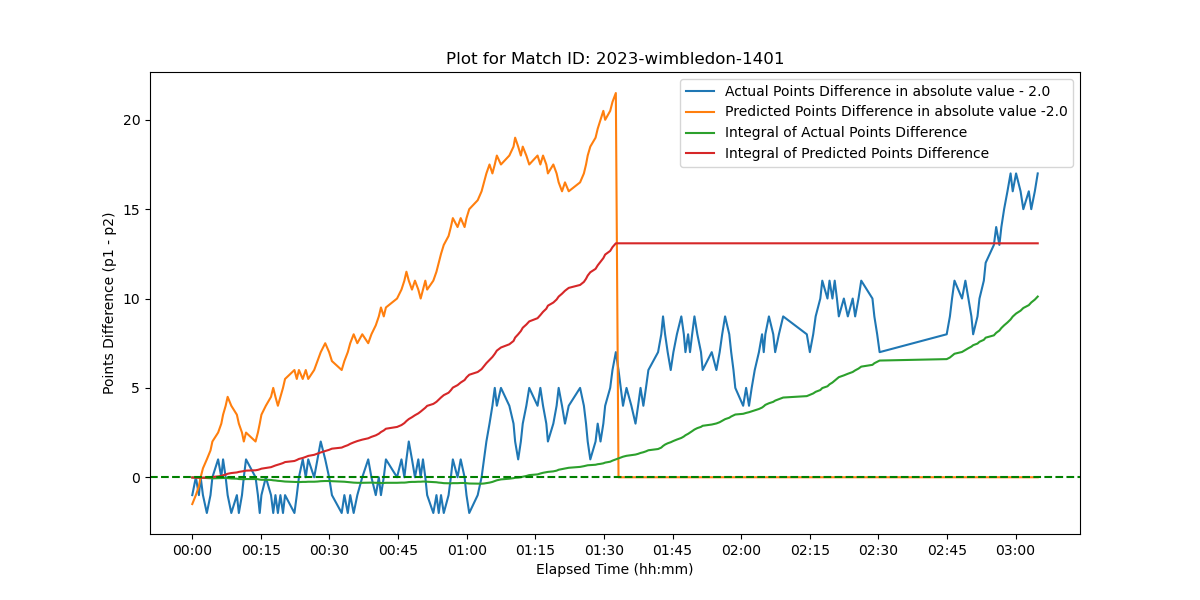 Plot for Match ID: 2023-wimbledon-1401
Actual Points Difference in absolute value - 2.0
Predicted Points Difference in absolute value -2.0
Integral of Actual Points Difference
Integral of Predicted Points Difference
Points Difference (p1 - p2)
20
15
10
5
0
00:00 00:15 00:30 00:45 01:00 01:15 01:30 01:45 02:00 02:15 02:30 02:45 03:00
Elapsed Time (hh:mm)